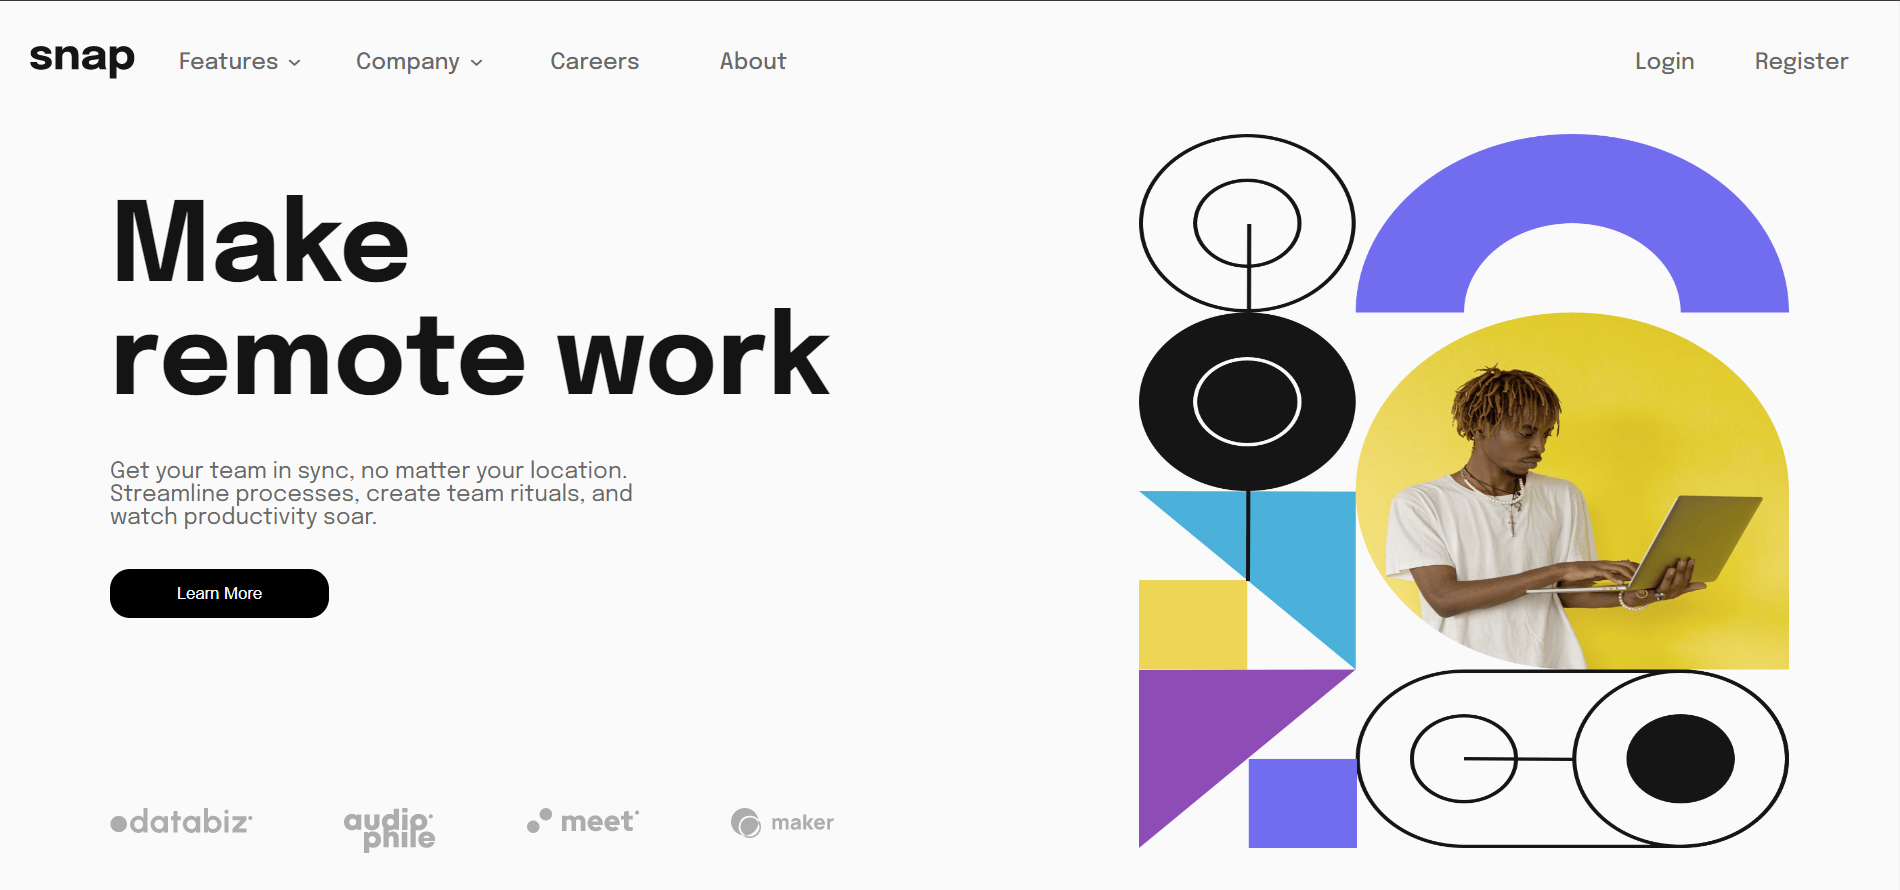 snap Features Company Careers About Login Register
Make
remote work
Get your team in sync, no matter your location.
Streamline processes, create team rituals, and
watch productivity soar.
Learn More
databiz audiophile meet maker